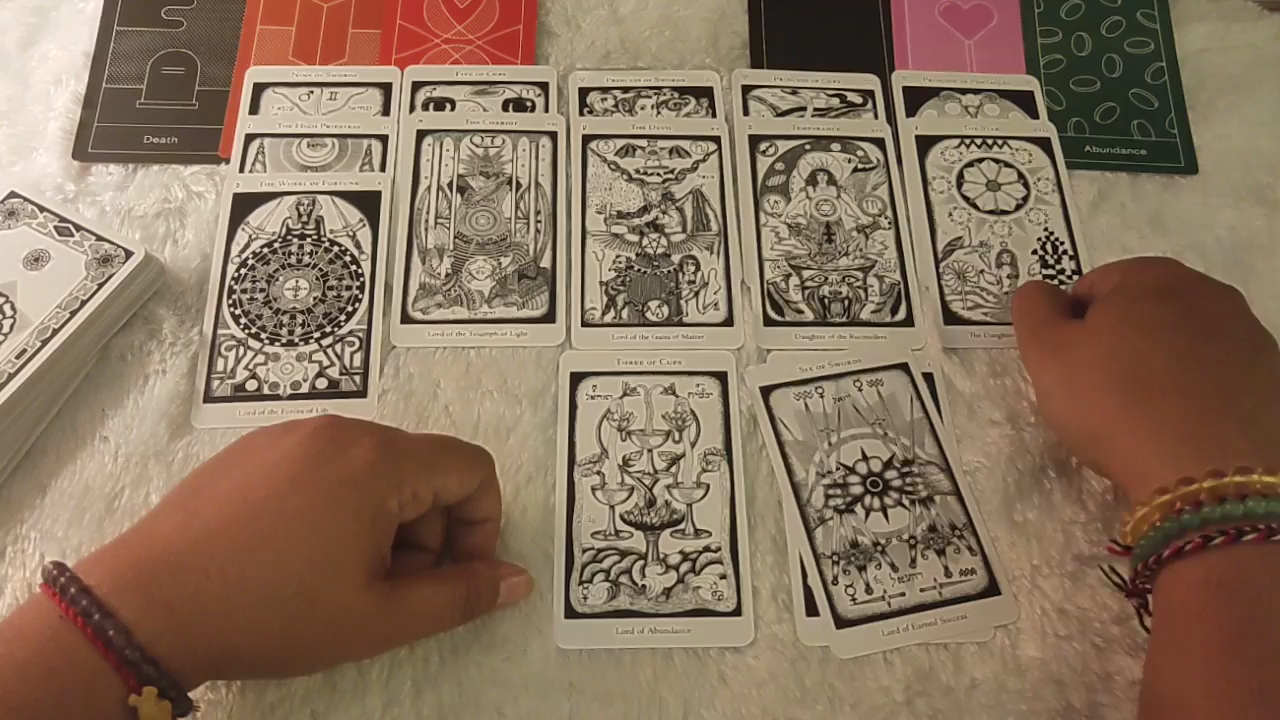 Death
Abundance
NINE OF SWORDS
FIVE OF CUPS
PRINCESS OF SWORDS
PRINCESS OF CUPS
PRINCESS OF PENTACLES
THE HIGH PRIESTESS
THE CHARIOT
THE DEVIL
TEMPERANCE
THE STAR
THE WHEEL OF FORTUNE
Lord of the Triumph of Light
Lord of the Gates of Matter
Daughter of the Reconcilers
The Daughter
Lord of the Forces of Life
THREE OF CUPS
SIX OF SWORDS
Lord of Abundance
Lord of Earned Success